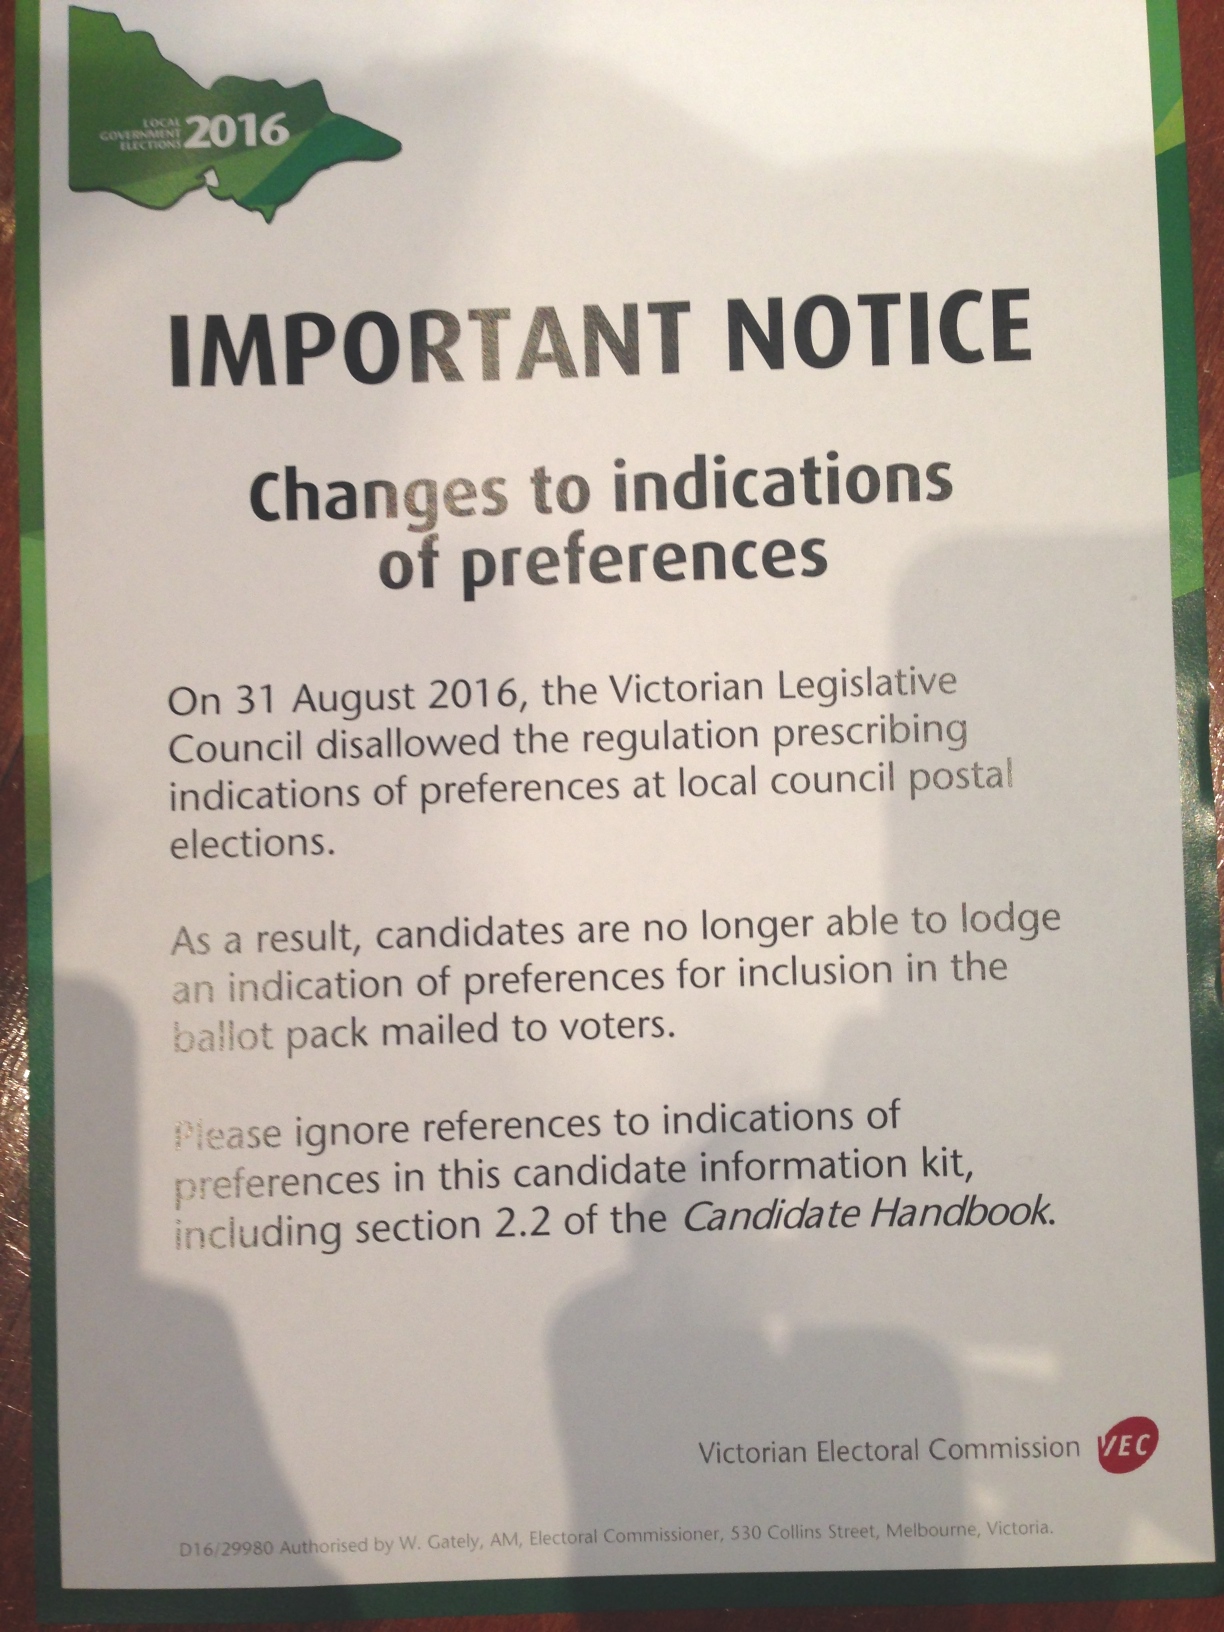 LOCAL
GOVERNMENT
ELECTIONS 2016
IMPORTANT NOTICE
Changes to indications
of preferences
On 31 August 2016, the Victorian Legislative
Council disallowed the regulation prescribing
indications of preferences at local council postal
elections.
As a result, candidates are no longer able to lodge
an indication of preferences for inclusion in the
ballot pack mailed to voters.
Please ignore references to indications of
preferences in this candidate information kit,
including section 2.2 of the Candidate Handbook.
Victorian Electoral Commission VEC
D16/29980 Authorised by W. Gately, AM, Electoral Commissioner, 530 Collins Street, Melbourne, Victoria.